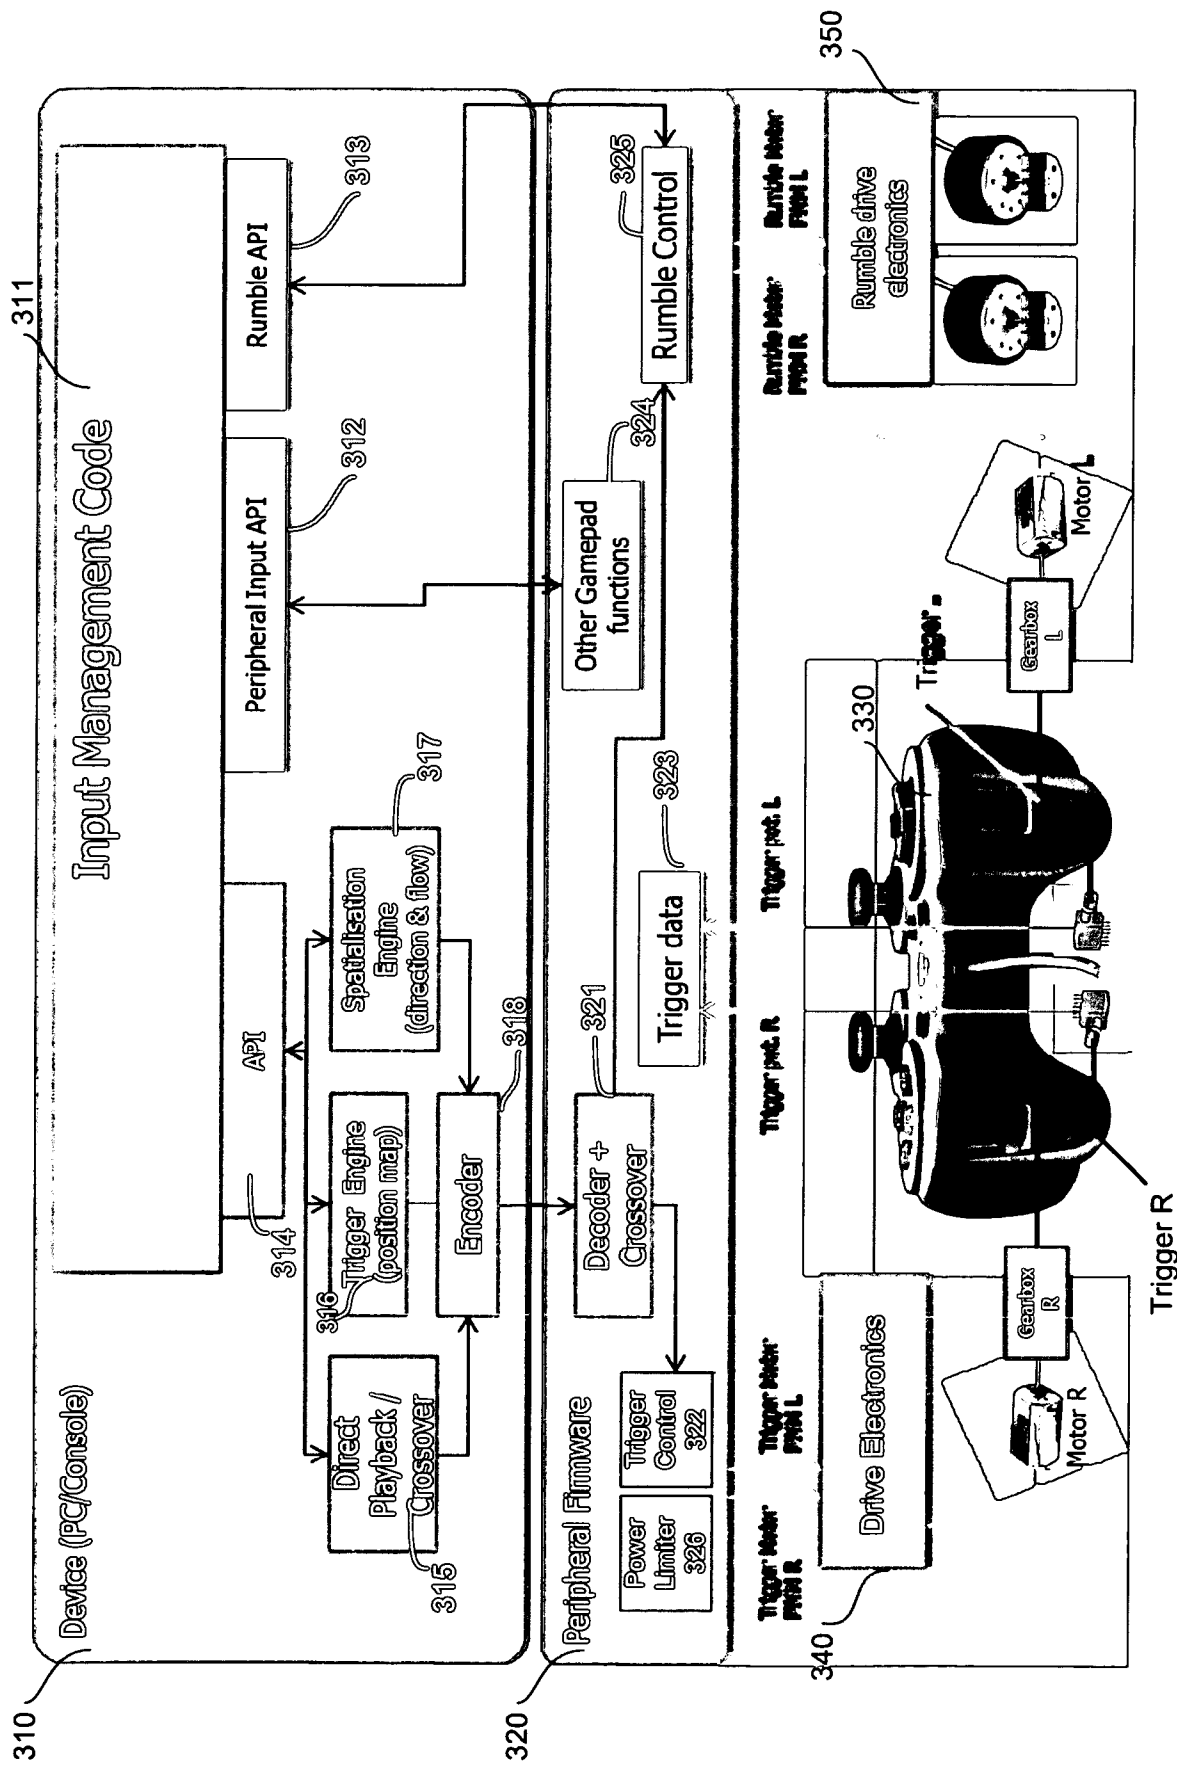 310
Device (PC/Console)
311
Input Management Code
314
API
Peripheral Input API
312
Rumble API
313
315
Direct
Playback /
Crossover
316
Trigger Engine
(position map)
Spatialisation
Engine
(direction & flow)
317
Encoder
318
320
Peripheral Firmware
Power
Limiter
326
Trigger
Control
322
Decoder +
Crossover
321
Trigger data
323
Other Gamepad
functions
324
Rumble Control
325
Trigger Motor
PWM R
Trigger Motor
PWM L
Trigger pot. R
Trigger pot. L
Rumble Motor
PWM R
Rumble Motor
PWM L
340
Drive Electronics
330
Rumble drive
electronics
350
Motor R
Gearbox
R
Trigger R
Trigger
Gearbox
L
Motor L